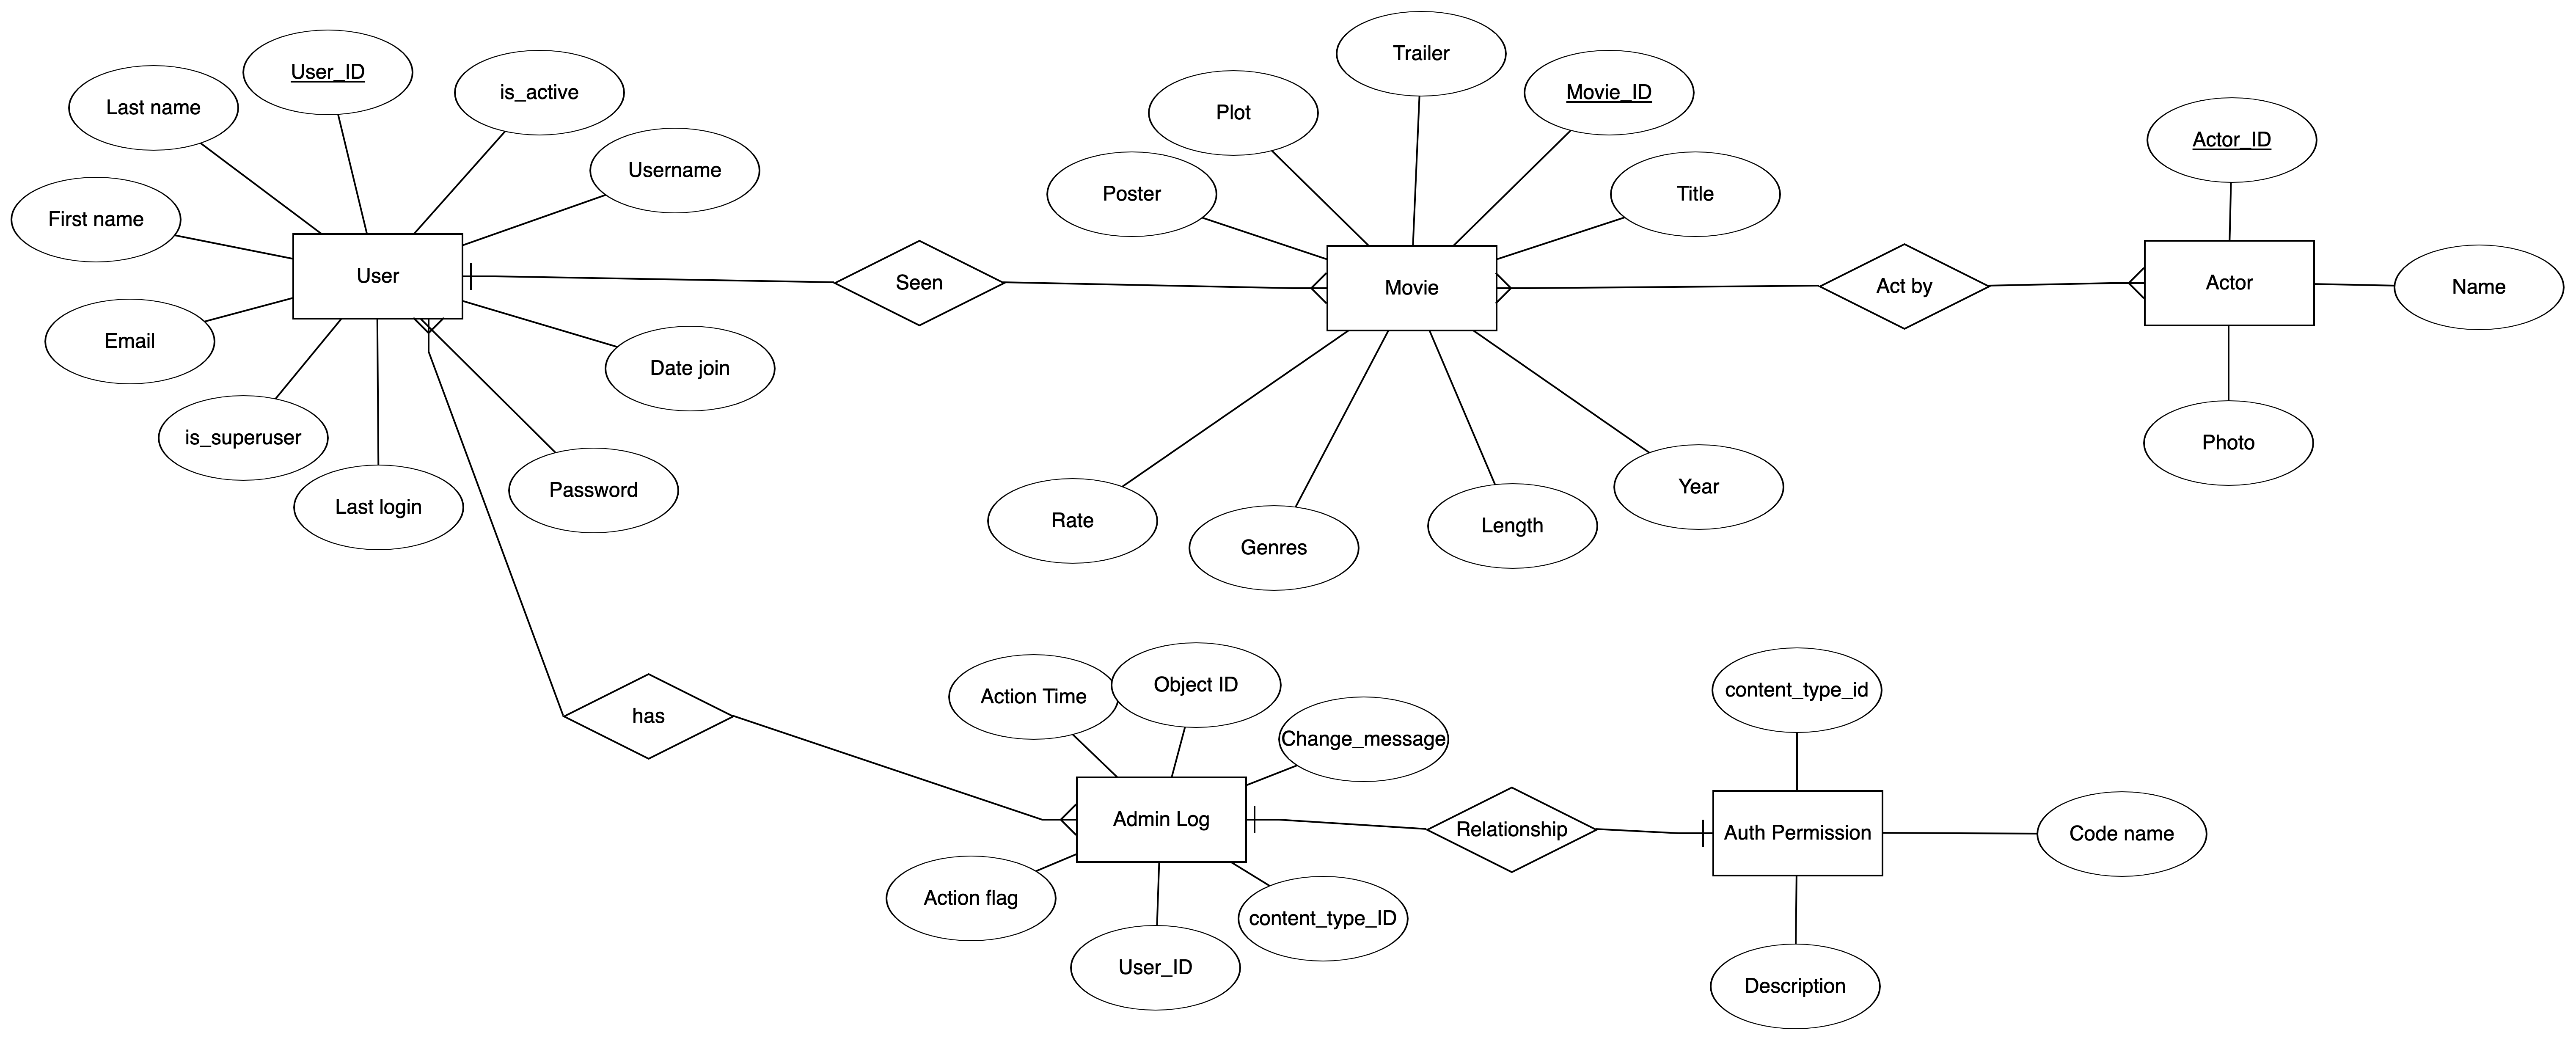 User_ID
is_active
Last name
Username
First name
User
Email
Date join
is_superuser
Last login
Password
Seen
Trailer
Movie_ID
Plot
Poster
Title
Movie
Rate
Genres
Length
Year
Act by
Actor_ID
Actor
Name
Photo
has
Action Time
Object ID
Change_message
Admin Log
Action flag
User_ID
content_type_ID
Relationship
content_type_id
Auth Permission
Code name
Description